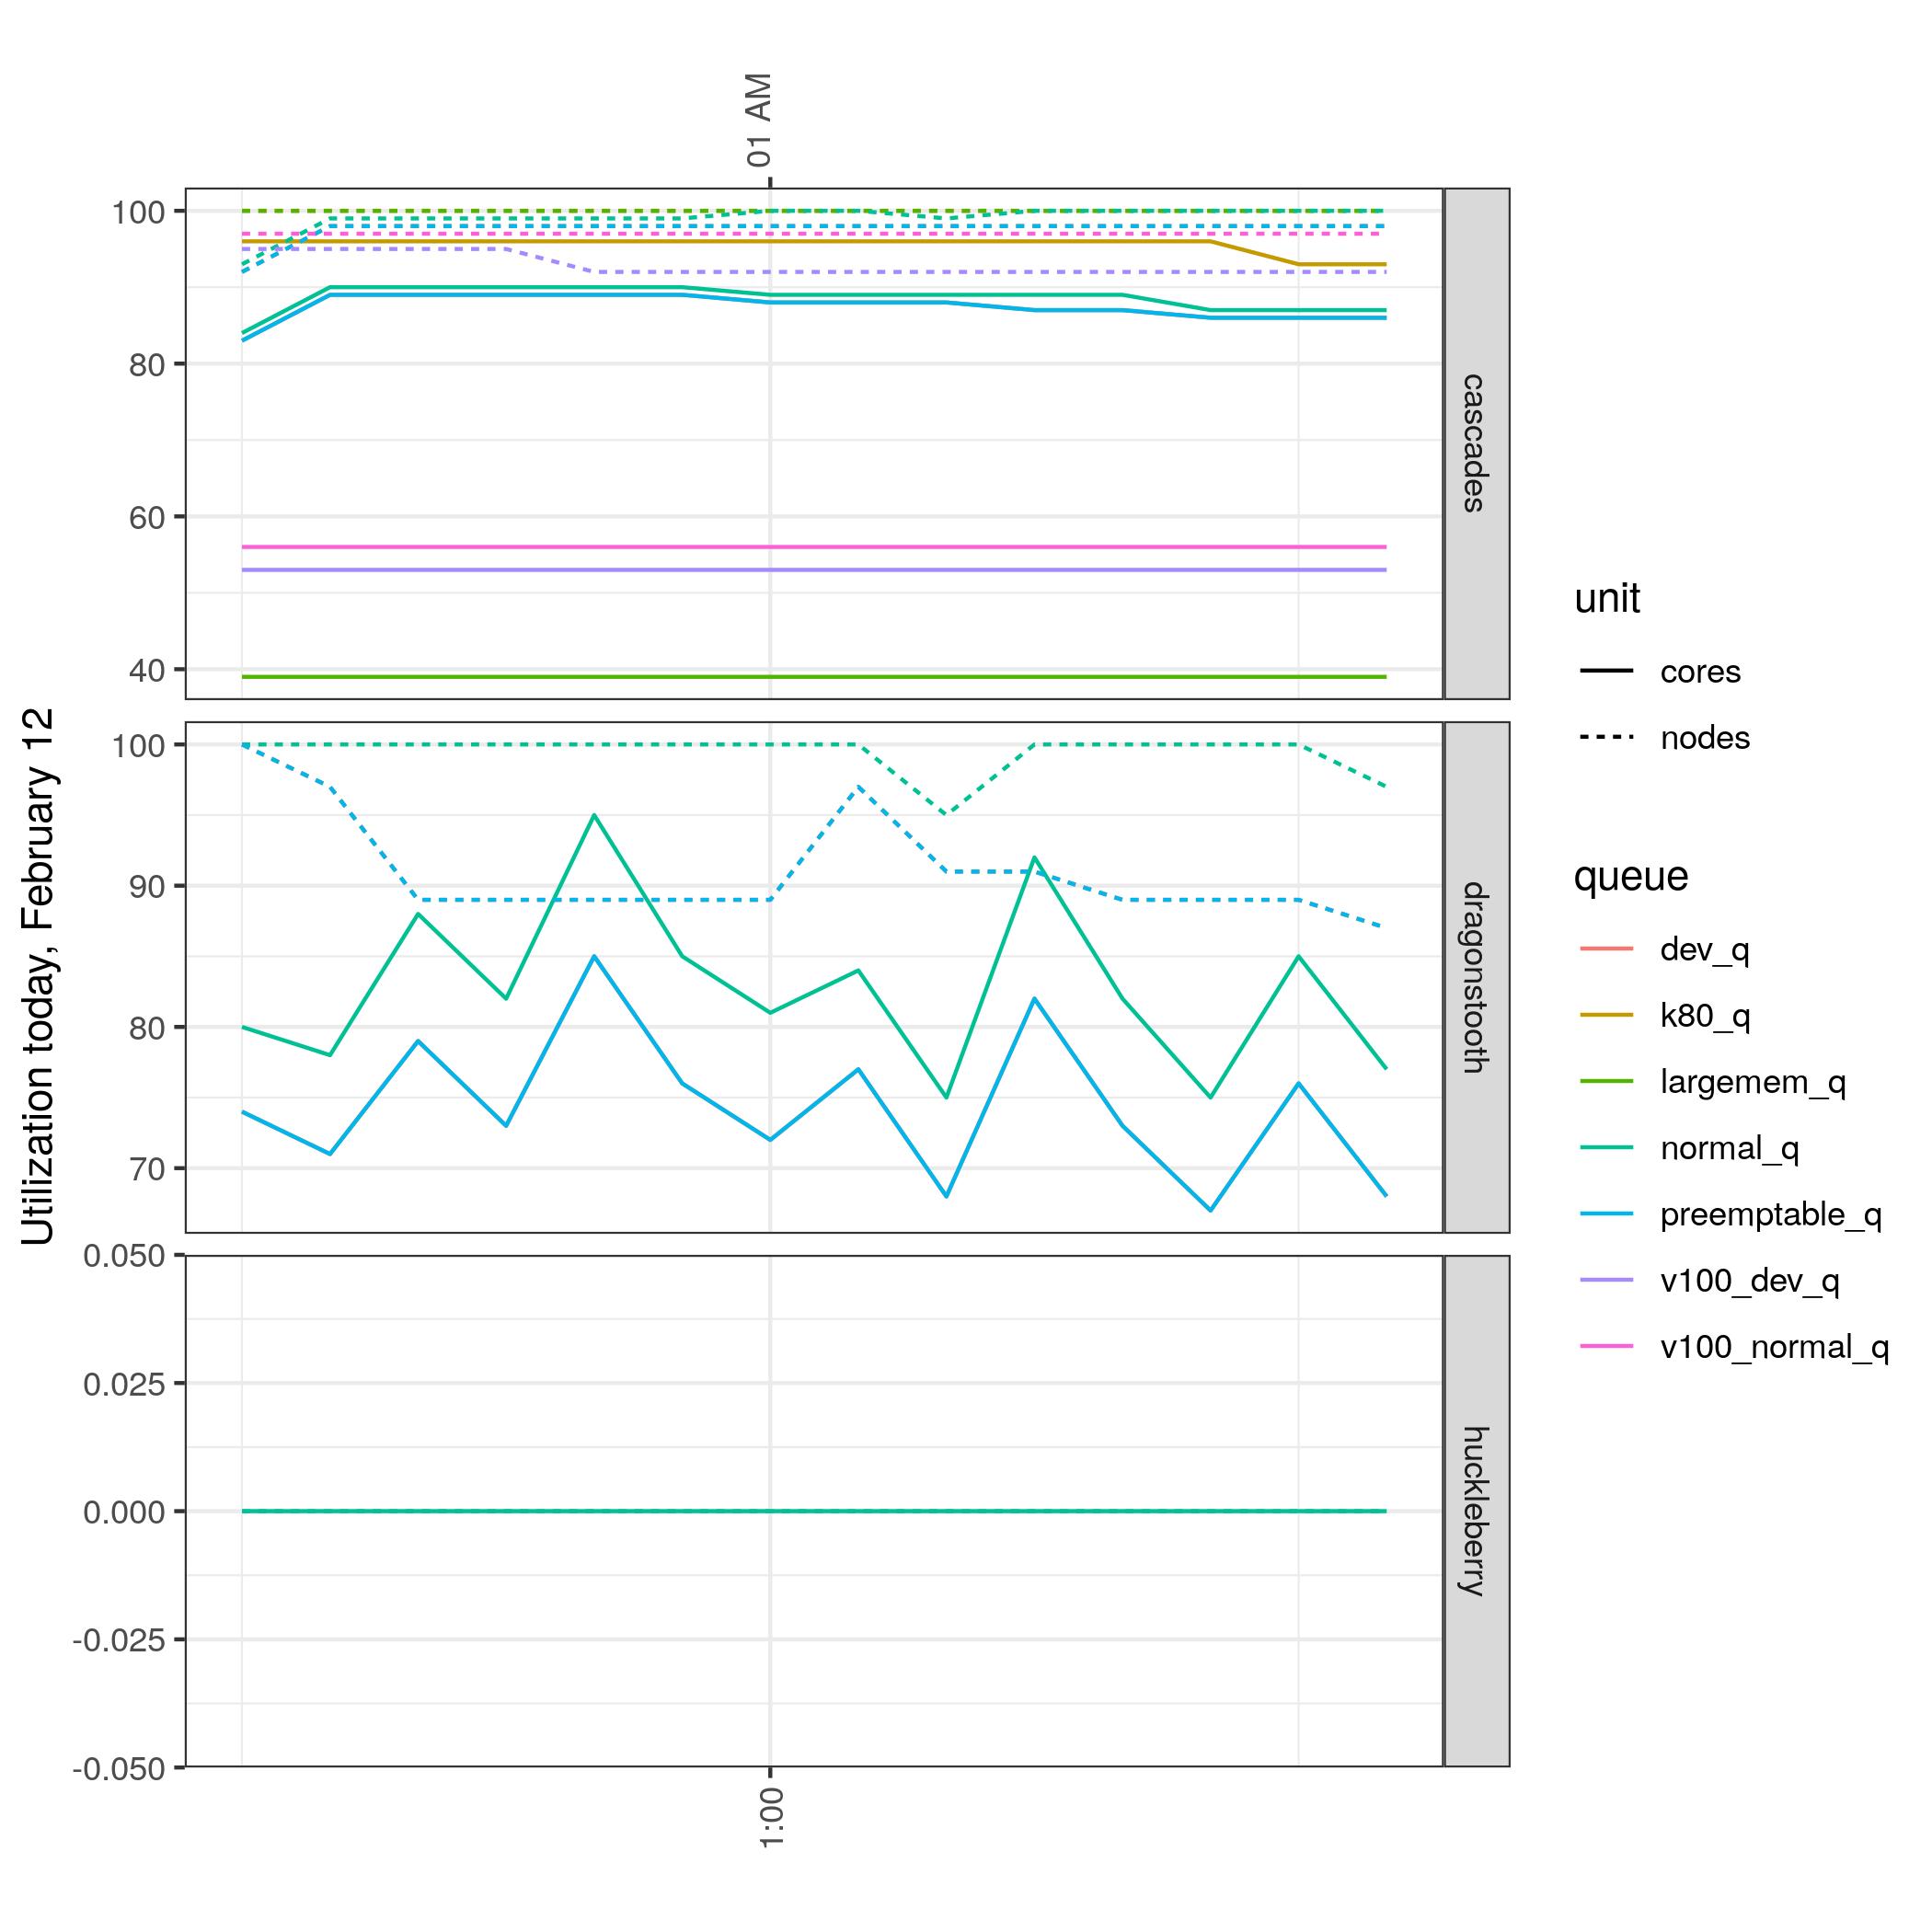 01 AM
Utilization today, February 12
100
80
60
40
cascades
100
90
80
70
dragonstooth
0.050
0.025
0.000
-0.025
-0.050
huckleberry
1:00
unit
cores
nodes
queue
dev_q
k80_q
largemem_q
normal_q
preemptable_q
v100_dev_q
v100_normal_q